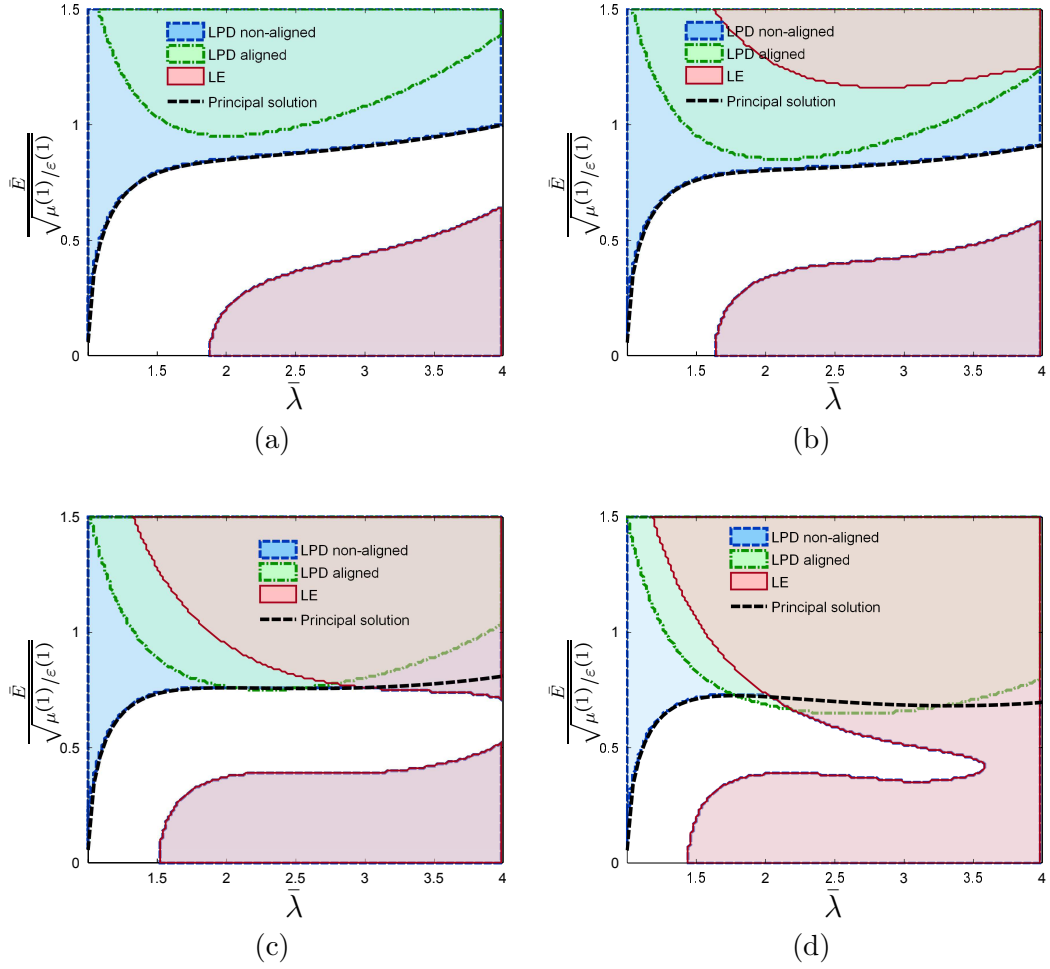 1.5
1
0.5
0
1.5
2
2.5
3
3.5
4
LPD non-aligned
LPD aligned
LE
Principal solution
Ē / √(μ^(1)/ε^(1))
λ̄
(a)
1.5
1
0.5
0
1.5
2
2.5
3
3.5
4
LPD non-aligned
LPD aligned
LE
Principal solution
Ē / √(μ^(1)/ε^(1))
λ̄
(b)
1.5
1
0.5
0
1.5
2
2.5
3
3.5
4
LPD non-aligned
LPD aligned
LE
Principal solution
Ē / √(μ^(1)/ε^(1))
λ̄
(c)
1.5
1
0.5
0
1.5
2
2.5
3
3.5
4
LPD non-aligned
LPD aligned
LE
Principal solution
Ē / √(μ^(1)/ε^(1))
λ̄
(d)